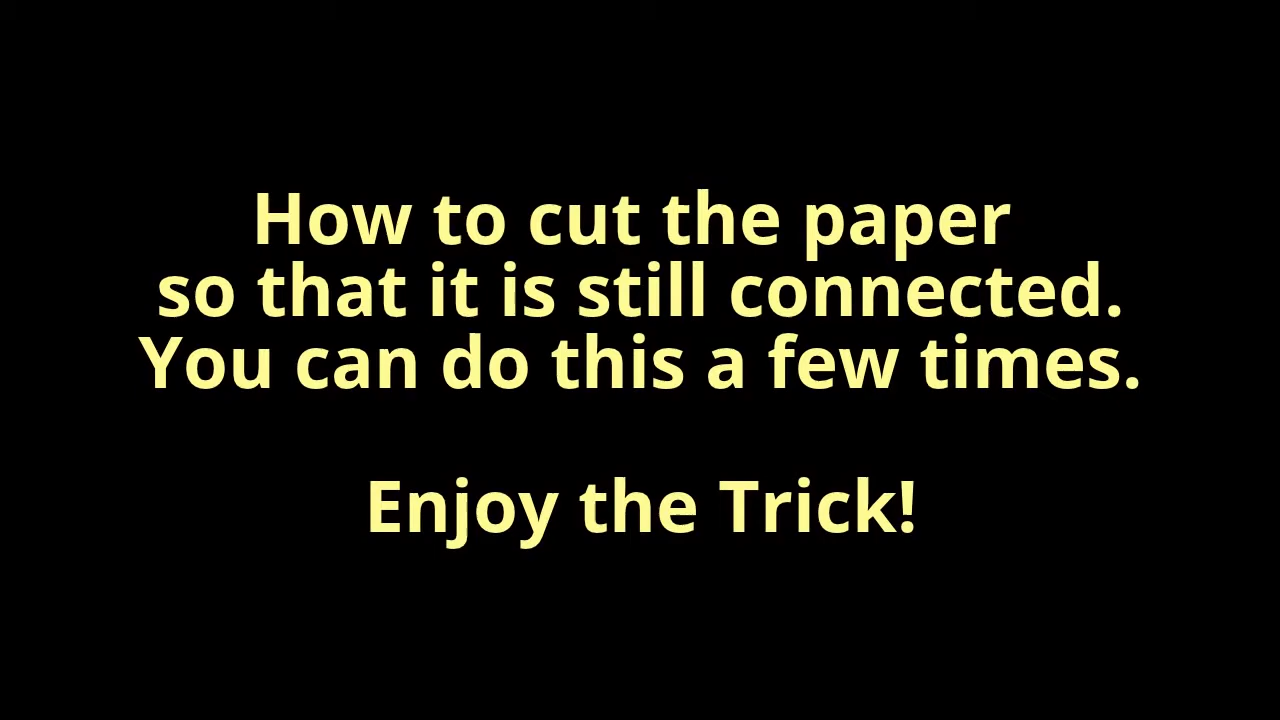 How to cut the paper
so that it is still connected.
You can do this a few times.
Enjoy the Trick!